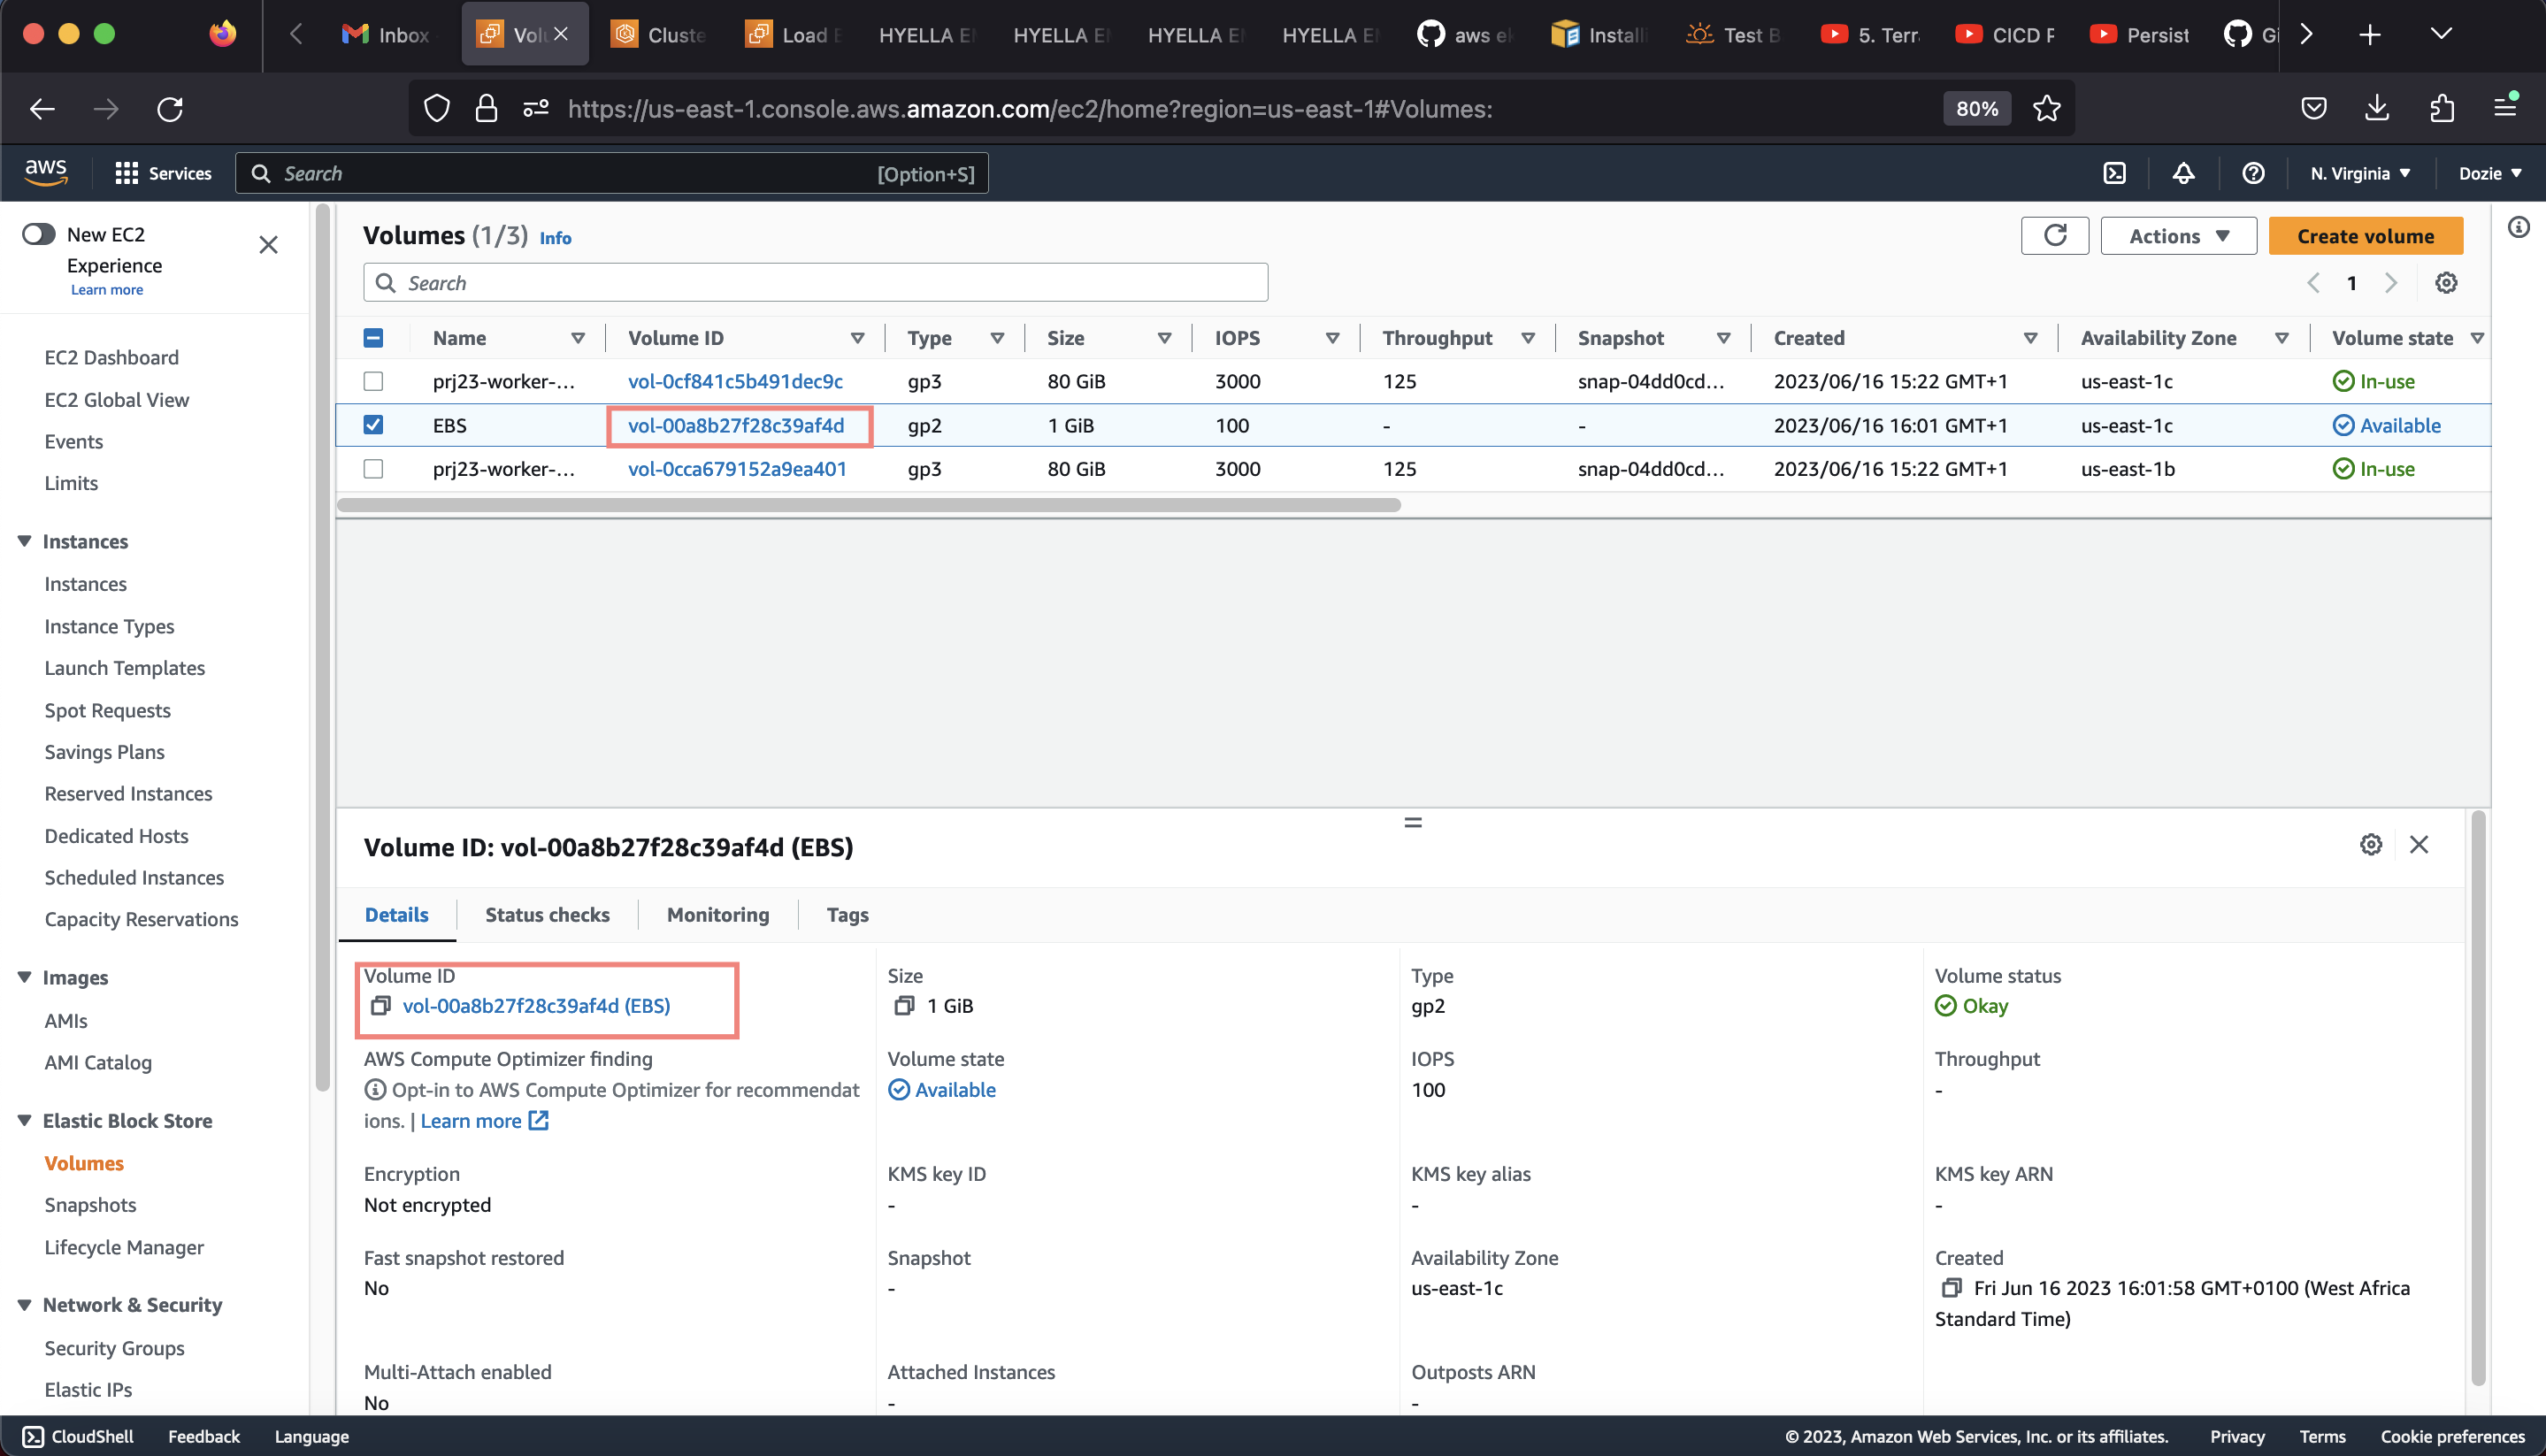 Inbox
Volu
Cluste
Load E
HYELLA EN
HYELLA EN
HYELLA EN
HYELLA EN
aws ek
Install
Test B
5. Terr
CICD P
Persist
Gi
https://us-east-1.console.aws.amazon.com/ec2/home?region=us-east-1#Volumes:
80%
aws
Services
Search
[Option+S]
N. Virginia
Dozie
New EC2
Experience
Learn more
EC2 Dashboard
EC2 Global View
Events
Limits
Instances
Instances
Instance Types
Launch Templates
Spot Requests
Savings Plans
Reserved Instances
Dedicated Hosts
Scheduled Instances
Capacity Reservations
Images
AMIs
AMI Catalog
Elastic Block Store
Volumes
Snapshots
Lifecycle Manager
Network & Security
Security Groups
Elastic IPs
Volumes (1/3) Info
Actions
Create volume
Search
1
Name Volume ID Type Size IOPS Throughput Snapshot Created Availability Zone Volume state
prj23-worker-... vol-0cf841c5b491dec9c gp3 80 GiB 3000 125 snap-04dd0cd... 2023/06/16 15:22 GMT+1 us-east-1c In-use
EBS vol-00a8b27f28c39af4d gp2 1 GiB 100 - - 2023/06/16 16:01 GMT+1 us-east-1c Available
prj23-worker-... vol-0cca679152a9ea401 gp3 80 GiB 3000 125 snap-04dd0cd... 2023/06/16 15:22 GMT+1 us-east-1b In-use
Volume ID: vol-00a8b27f28c39af4d (EBS)
Details
Status checks
Monitoring
Tags
Volume ID
vol-00a8b27f28c39af4d (EBS)
Size
1 GiB
Type
gp2
Volume status
Okay
AWS Compute Optimizer finding
Opt-in to AWS Compute Optimizer for recommendat
ions. | Learn more
Volume state
Available
IOPS
100
Throughput
-
Encryption
Not encrypted
KMS key ID
-
KMS key alias
-
KMS key ARN
-
Fast snapshot restored
No
Snapshot
-
Availability Zone
us-east-1c
Created
Fri Jun 16 2023 16:01:58 GMT+0100 (West Africa
Standard Time)
Multi-Attach enabled
No
Attached Instances
-
Outposts ARN
-
CloudShell
Feedback
Language
© 2023, Amazon Web Services, Inc. or its affiliates.
Privacy
Terms
Cookie preferences